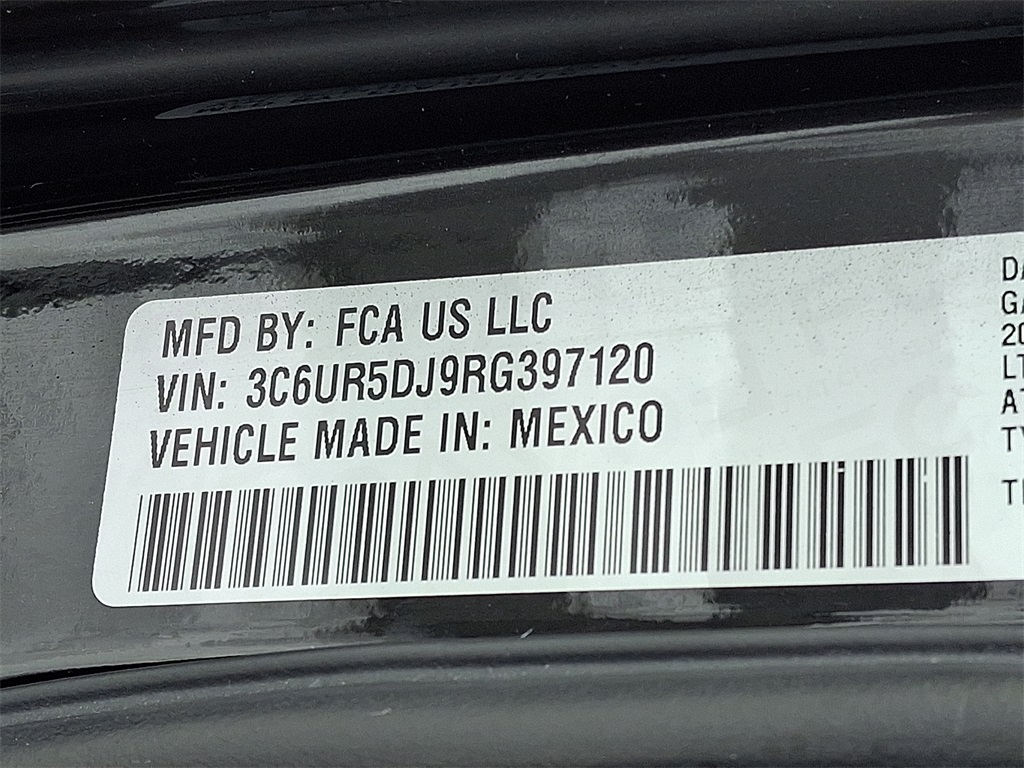 MFD BY: FCA US LLC
VIN: 3C6UR5DJ9RG397120
VEHICLE MADE IN: MEXICO